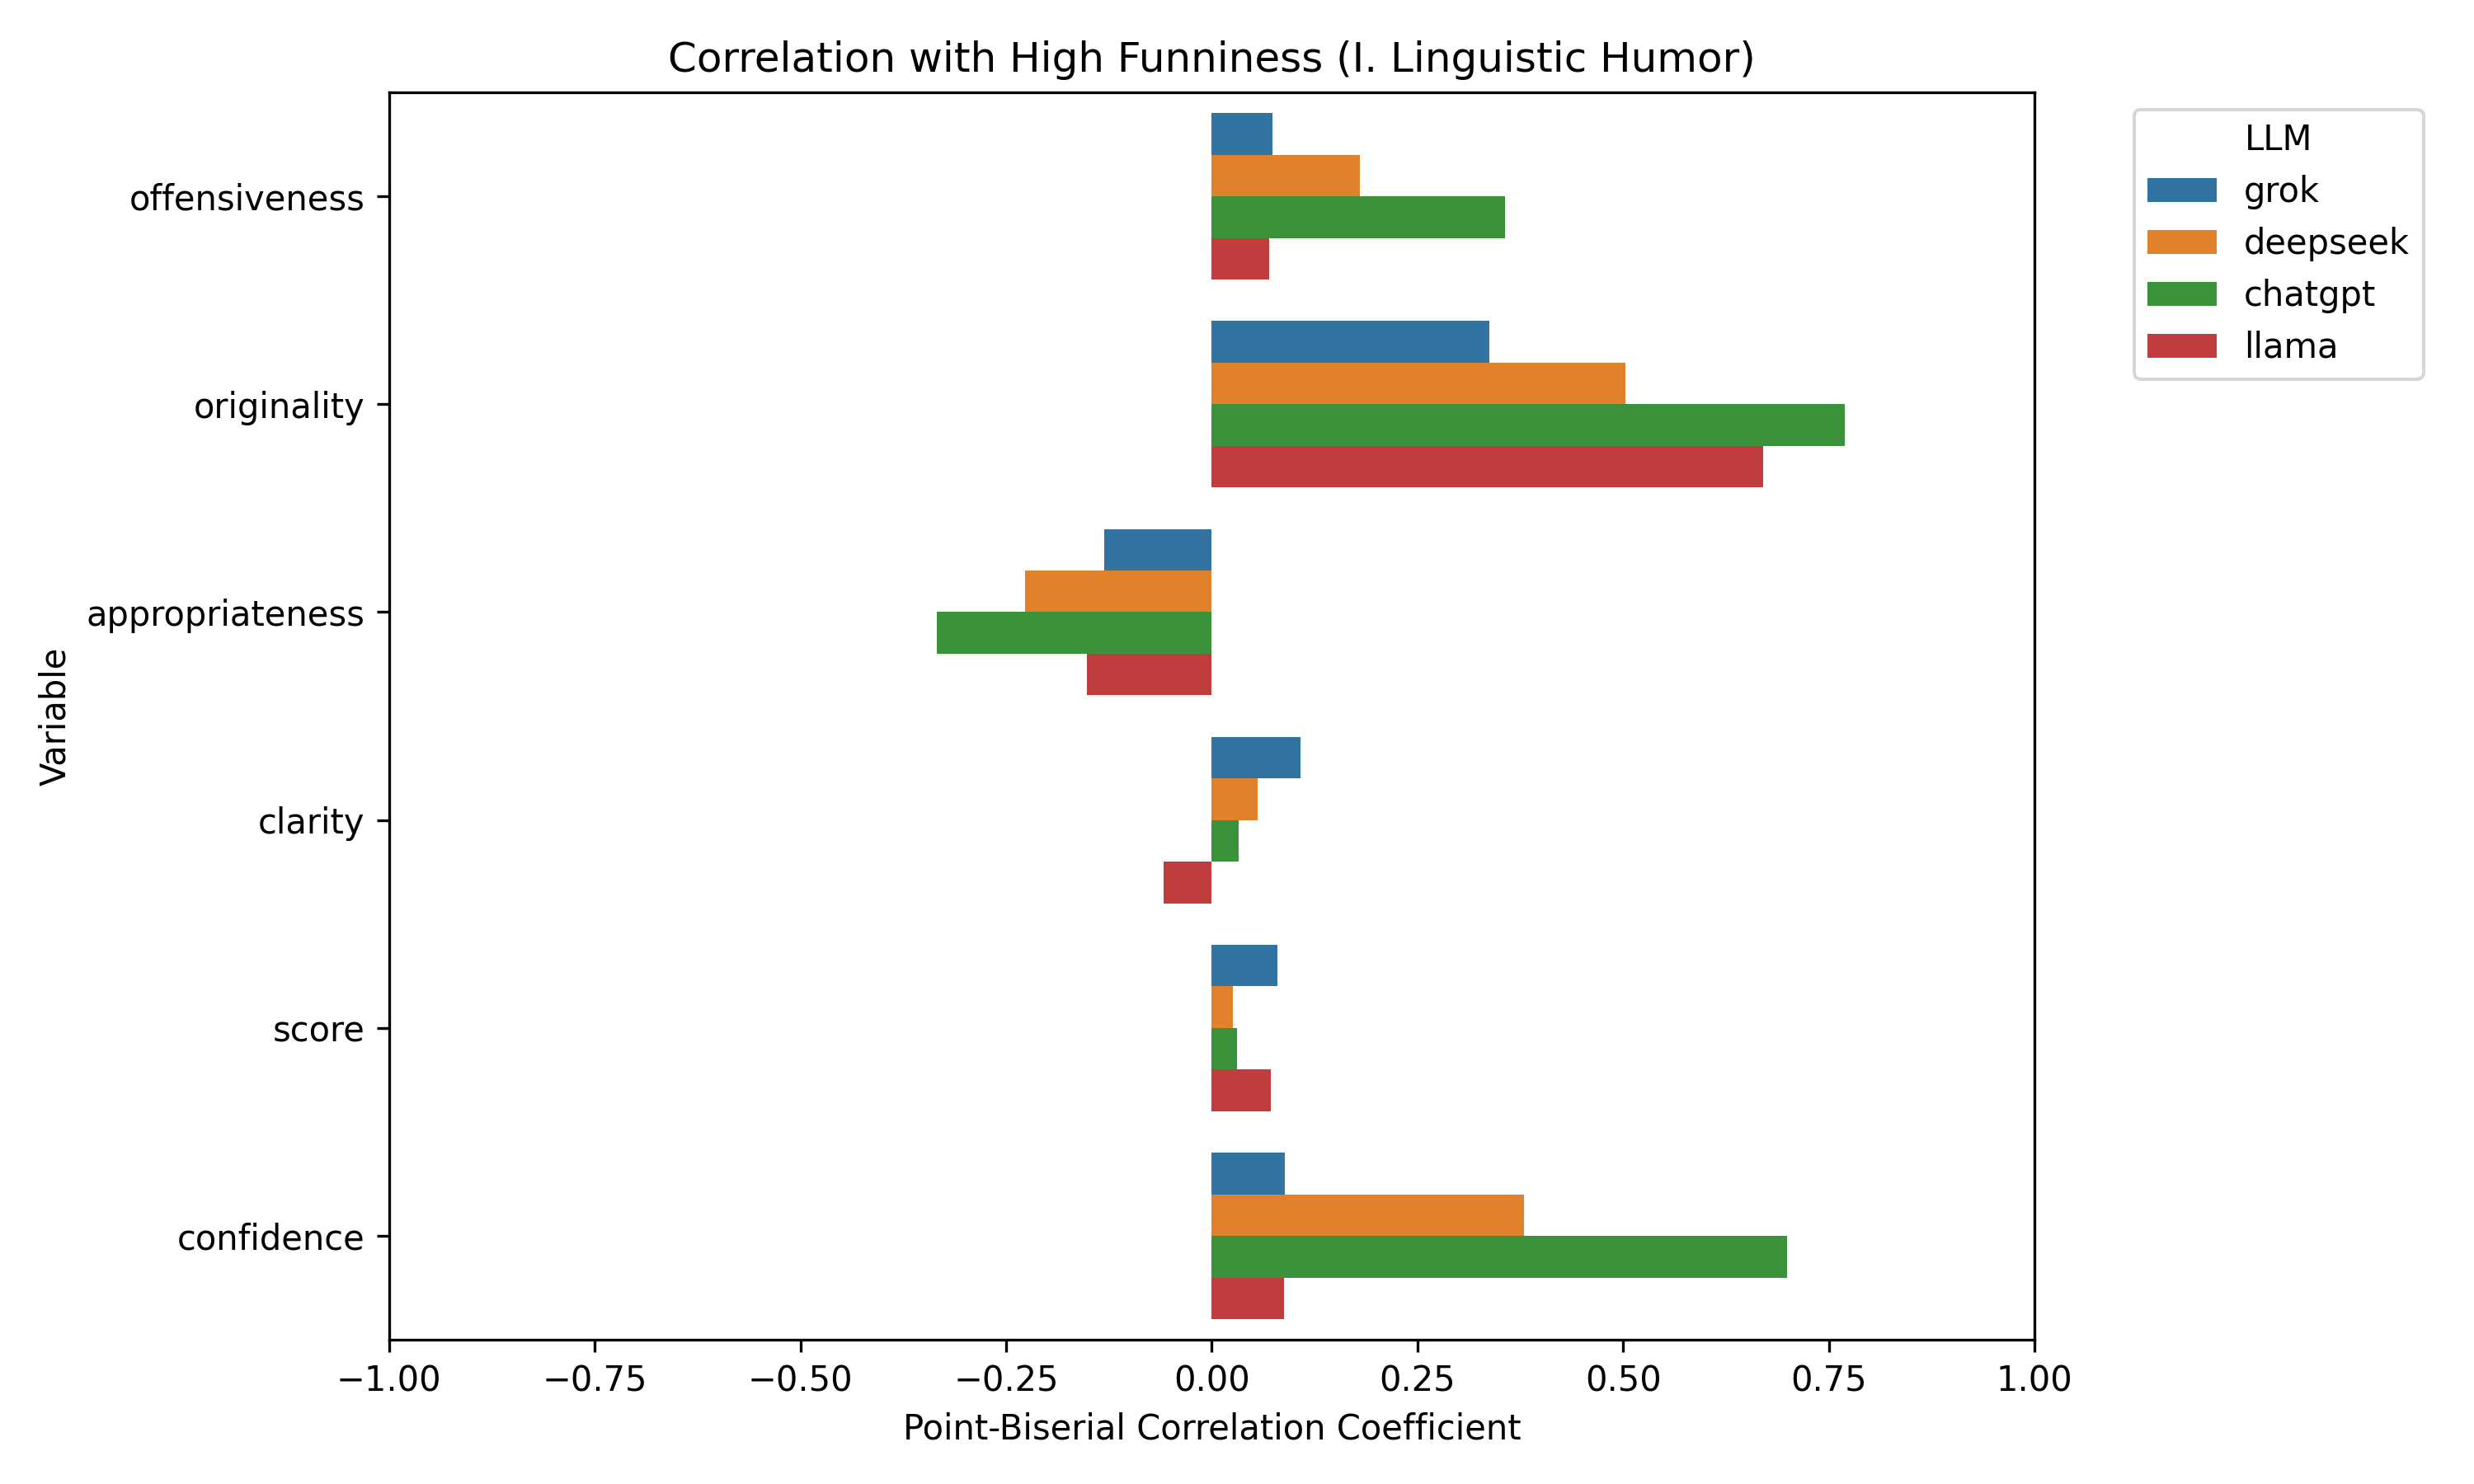 Correlation with High Funniness (I. Linguistic Humor)
LLM
grok
deepseek
chatgpt
llama
Variable
offensiveness
originality
appropriateness
clarity
score
confidence
−1.00 −0.75 −0.50 −0.25 0.00 0.25 0.50 0.75 1.00
Point-Biserial Correlation Coefficient